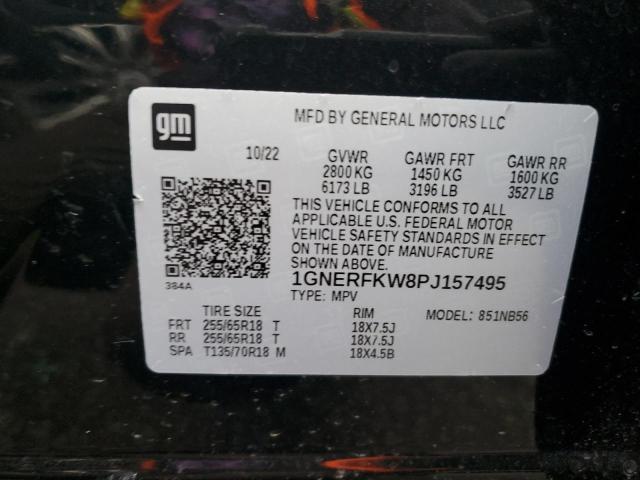 gm
MFD BY GENERAL MOTORS LLC
10/22 GVWR GAWR FRT GAWR RR
2800 KG 1450 KG 1600 KG
6173 LB 3196 LB 3527 LB
THIS VEHICLE CONFORMS TO ALL
APPLICABLE U.S. FEDERAL MOTOR
VEHICLE SAFETY STANDARDS IN EFFECT
ON THE DATE OF MANUFACTURE
SHOWN ABOVE.
384A
1GNERFKW8PJ157495
TYPE: MPV
TIRE SIZE RIM MODEL: 851NB56
FRT 255/65R18 T 18X7.5J
RR 255/65R18 T 18X7.5J
SPA T135/70R18 M 18X4.5B